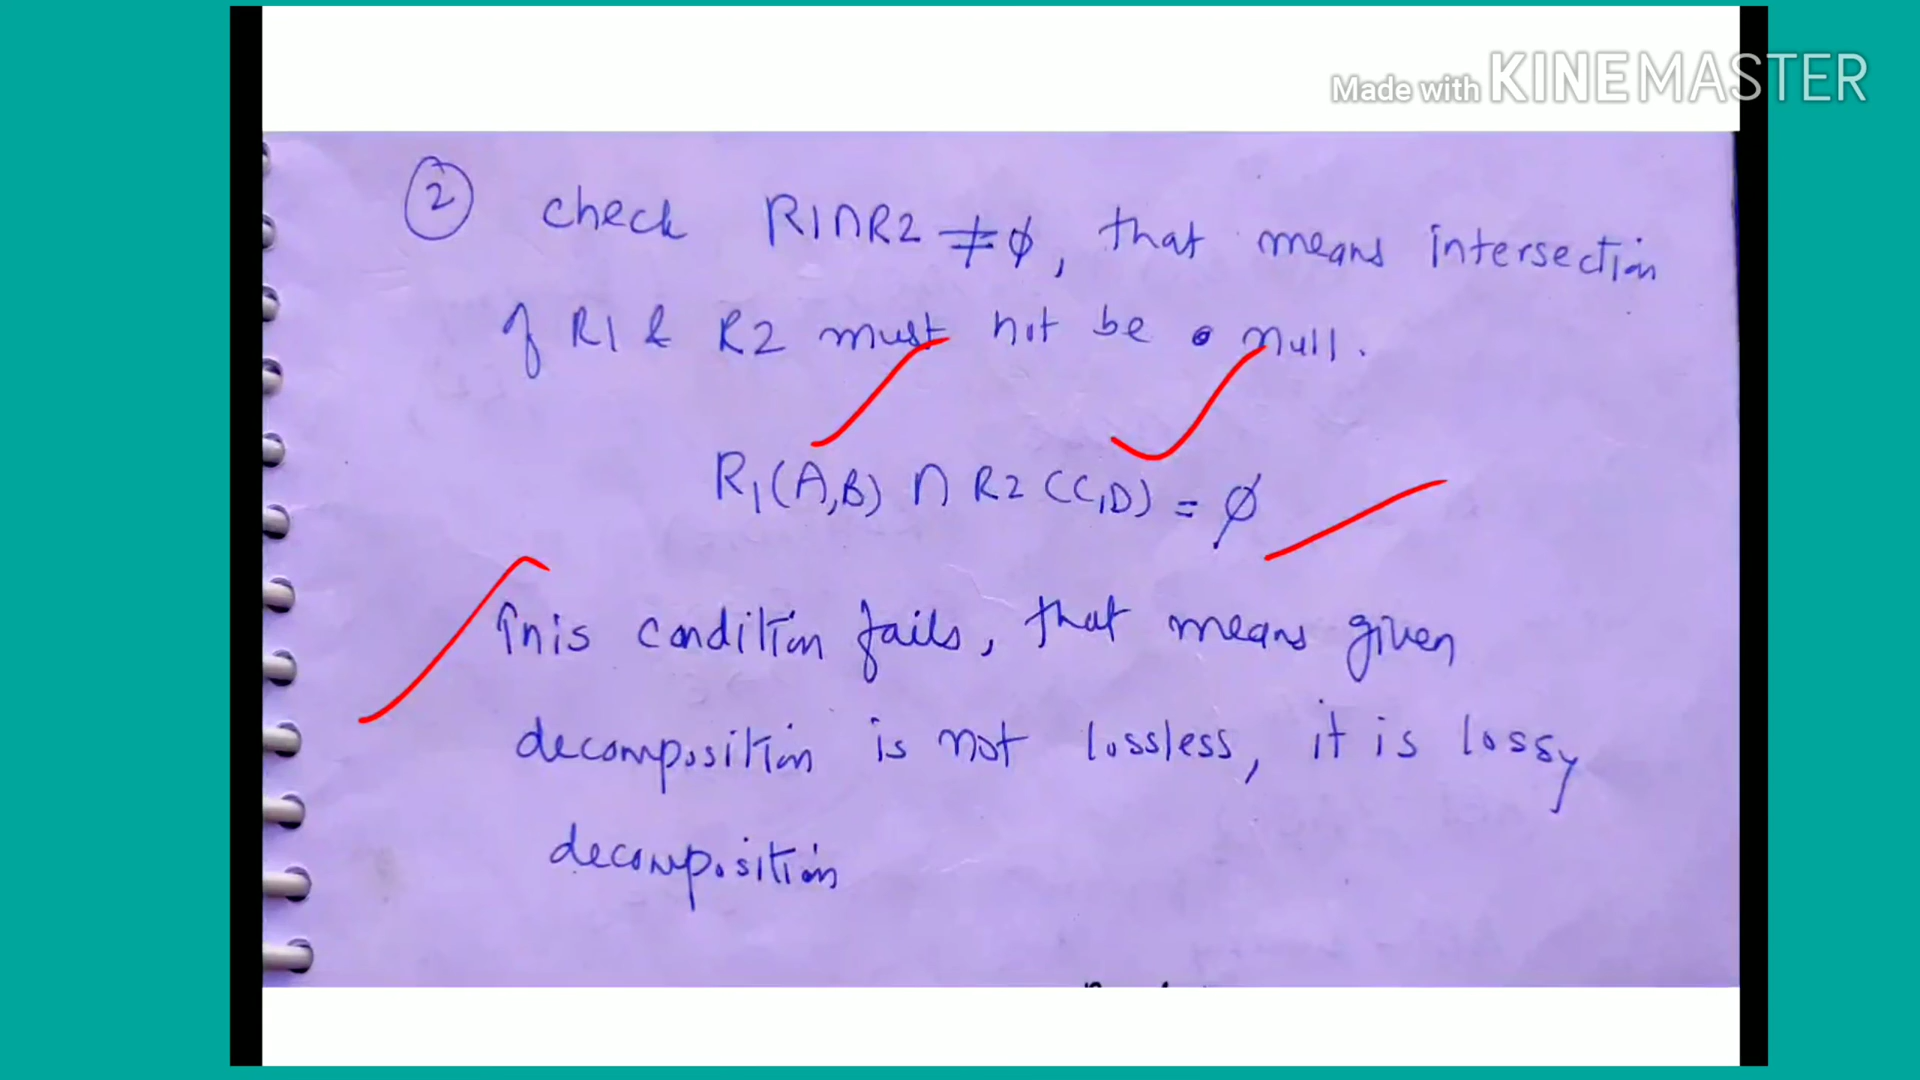 Made with KINEMASTER
② check R1∩R2 ≠ ϕ, that means intersection
of R1 & R2 must not be null.
R1(A,B) ∩ R2 (C,D) = ϕ
This condition fails, that means given
decomposition is not lossless, it is lossy
decomposition